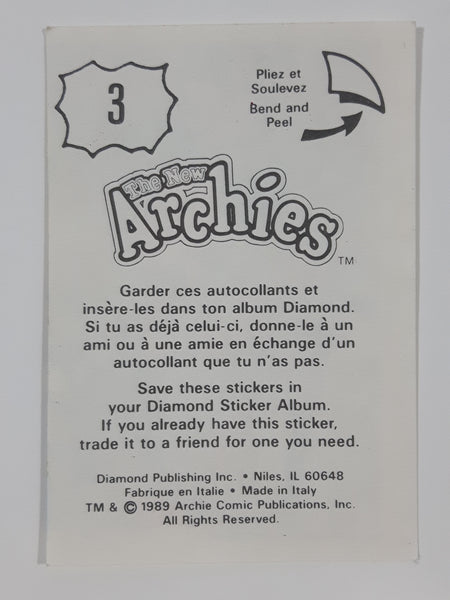 3
Pliez et
Soulevez
Bend and
Peel
The New
Archies
TM
Garder ces autocollants et
insère-les dans ton album Diamond.
Si tu as déjà celui-ci, donne-le à un
ami ou à une amie en échange d'un
autocollant que tu n'as pas.
Save these stickers in
your Diamond Sticker Album.
If you already have this sticker,
trade it to a friend for one you need.
Diamond Publishing Inc. • Niles, IL 60648
Fabrique en Italie • Made in Italy
TM & © 1989 Archie Comic Publications, Inc.
All Rights Reserved.